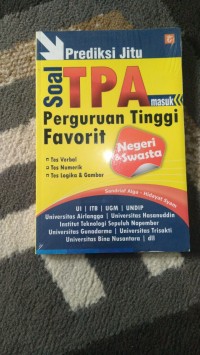 Prediksi Jitu
Soal
TPA
masuk
Perguruan Tinggi
Favorit
Negeri
& Swasta
Tes Verbal
Tes Numerik
Tes Logika & Gambar
Hidayat
UI | ITB | UGM | UNDIP
Universitas Airlangga | Universitas Hasanuddin
Institut Teknologi Sepuluh Nopember
Universitas Gunadarma | Universitas Trisakti
Universitas Bina Nusantara | dll